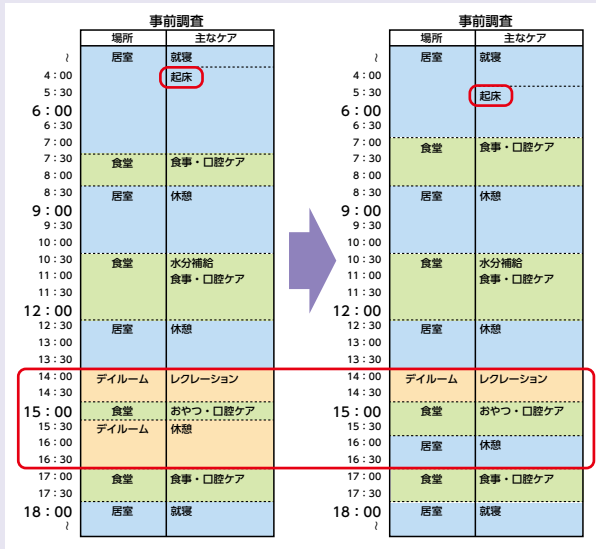 事前調査
場所 主なケア
～ 居室 就寝
4：00 起床
5：30
6：00
6：30
7：00
7：30 食堂 食事・口腔ケア
8：00
8：30 居室 休憩
9：00
9：30
10：00
10：30 食堂 水分補給
11：00 食事・口腔ケア
11：30
12：00
12：30 居室 休憩
13：00
13：30
14：00 デイルーム レクレーション
14：30
15：00 食堂 おやつ・口腔ケア
15：30 デイルーム 休憩
16：00
16：30
17：00 食堂 食事・口腔ケア
17：30
18：00 居室 就寝
～
事前調査
場所 主なケア
～ 居室 就寝
4：00
5：30 起床
6：00
6：30
7：00 食堂 食事・口腔ケア
7：30
8：00
8：30 居室 休憩
9：00
9：30
10：00
10：30 食堂 水分補給
11：00 食事・口腔ケア
11：30
12：00
12：30 居室 休憩
13：00
13：30
14：00 デイルーム レクレーション
14：30
15：00 食堂 おやつ・口腔ケア
15：30
16：00 居室 休憩
16：30
17：00 食堂 食事・口腔ケア
17：30
18：00 居室 就寝
～